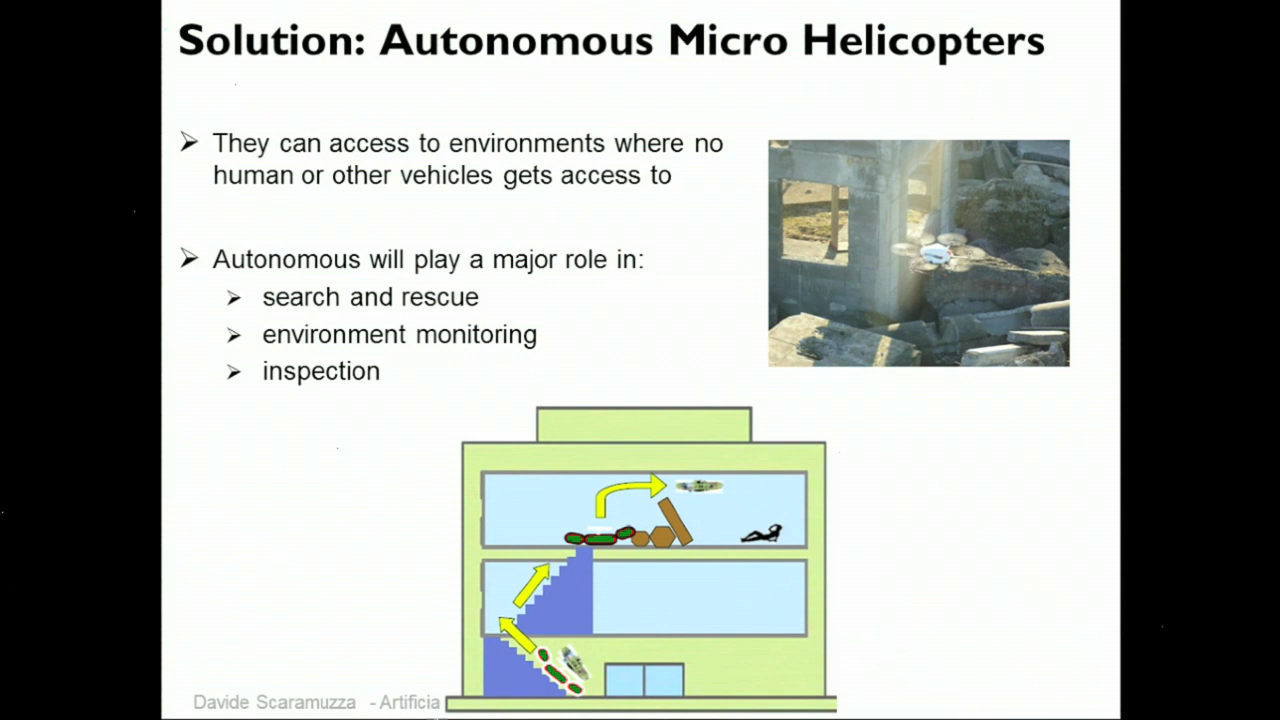 Solution: Autonomous Micro Helicopters
They can access to environments where no
human or other vehicles gets access to
Autonomous will play a major role in:
search and rescue
environment monitoring
inspection
Davide Scaramuzza - Artificia